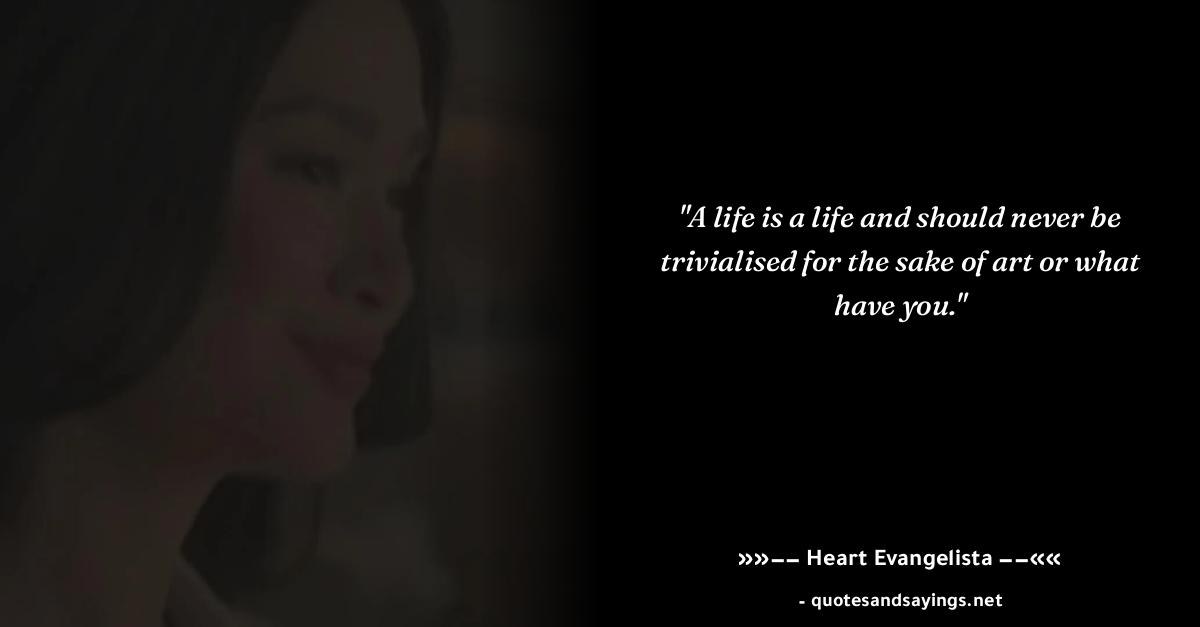 "A life is a life and should never be
trivialised for the sake of art or what
have you."
»»−− Heart Evangelista −−««
- quotesandsayings.net